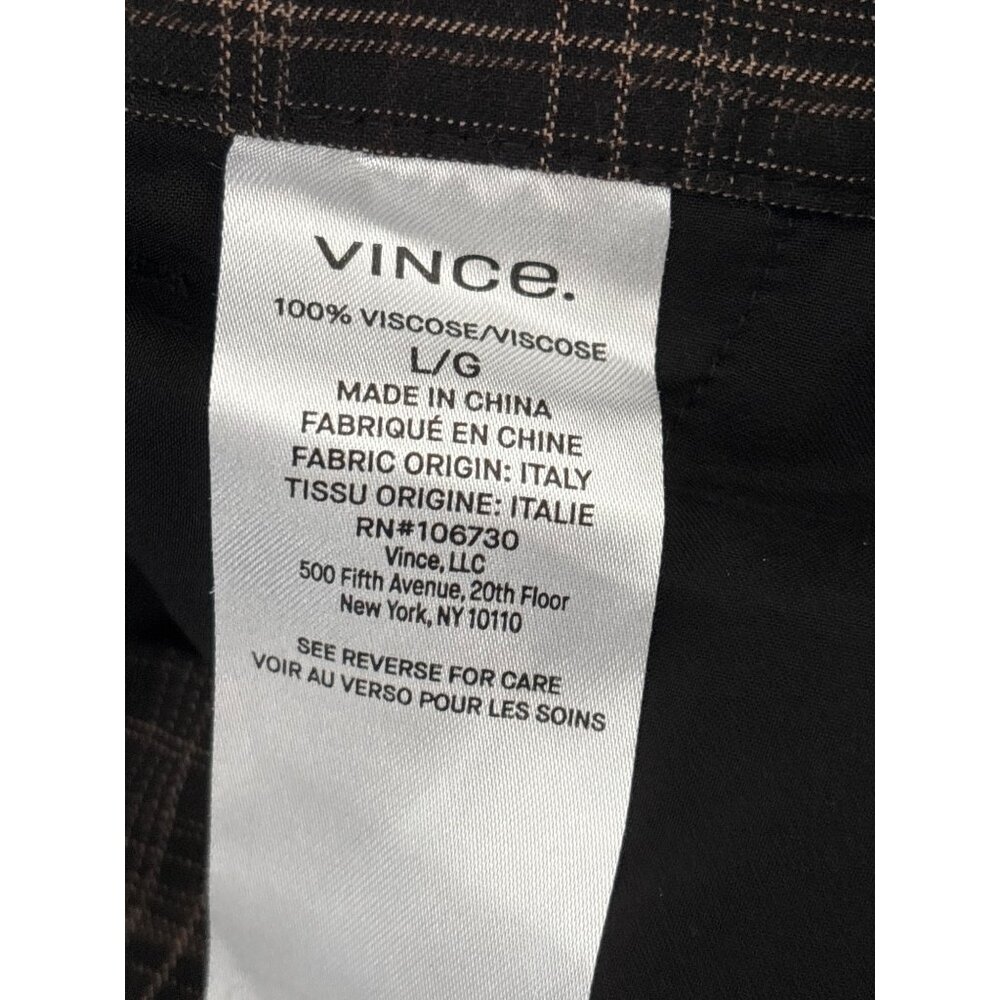 VINCE.
100% VISCOSE/VISCOSE
L/G
MADE IN CHINA
FABRIQUÉ EN CHINE
FABRIC ORIGIN: ITALY
TISSU ORIGINE: ITALIE
RN#106730
Vince, LLC
500 Fifth Avenue, 20th Floor
New York, NY 10110
SEE REVERSE FOR CARE
VOIR AU VERSO POUR LES SOINS